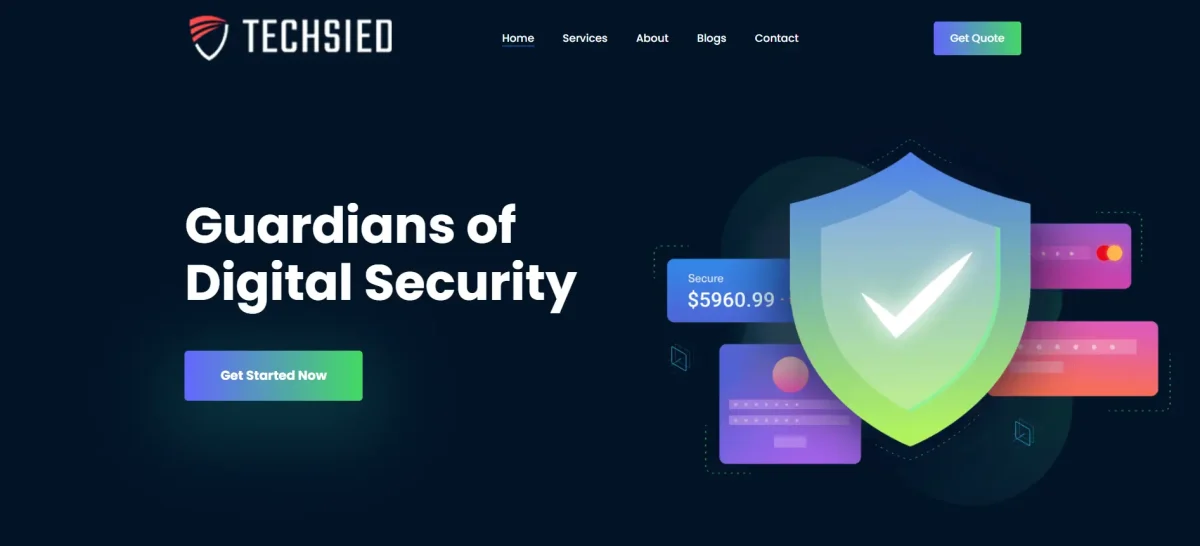 TECHSIED
Home Services About Blogs Contact
Get Quote
Guardians of
Digital Security
Get Started Now
Secure
$5960.99